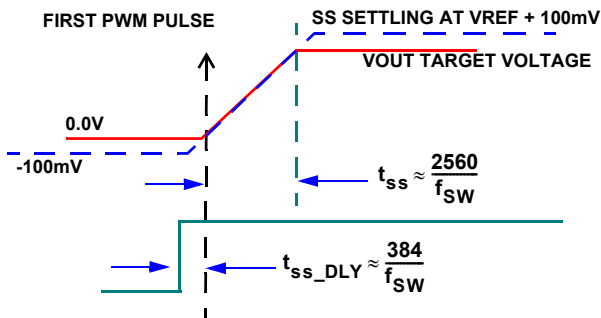 FIRST PWM PULSE
SS SETTLING AT VREF + 100mV
VOUT TARGET VOLTAGE
0.0V
-100mV
t_ss ≈ 2560/f_SW
t_ss_DLY ≈ 384/f_SW